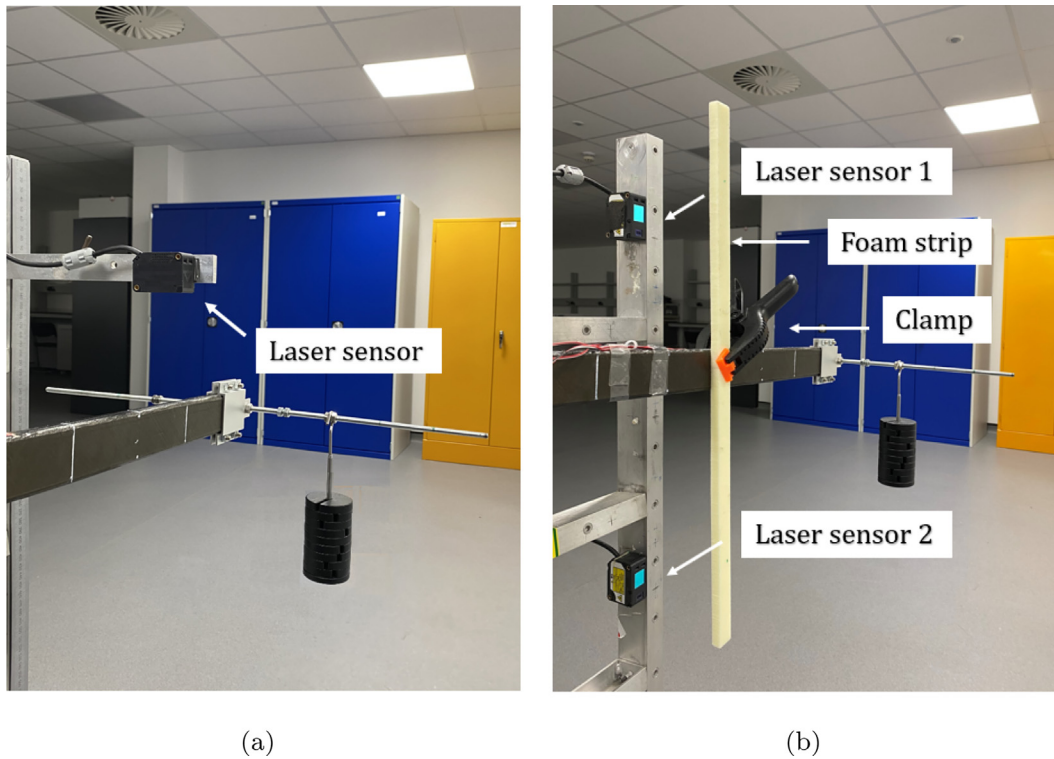 Laser sensor
Laser sensor 1
Foam strip
Clamp
Laser sensor 2
(a)
(b)